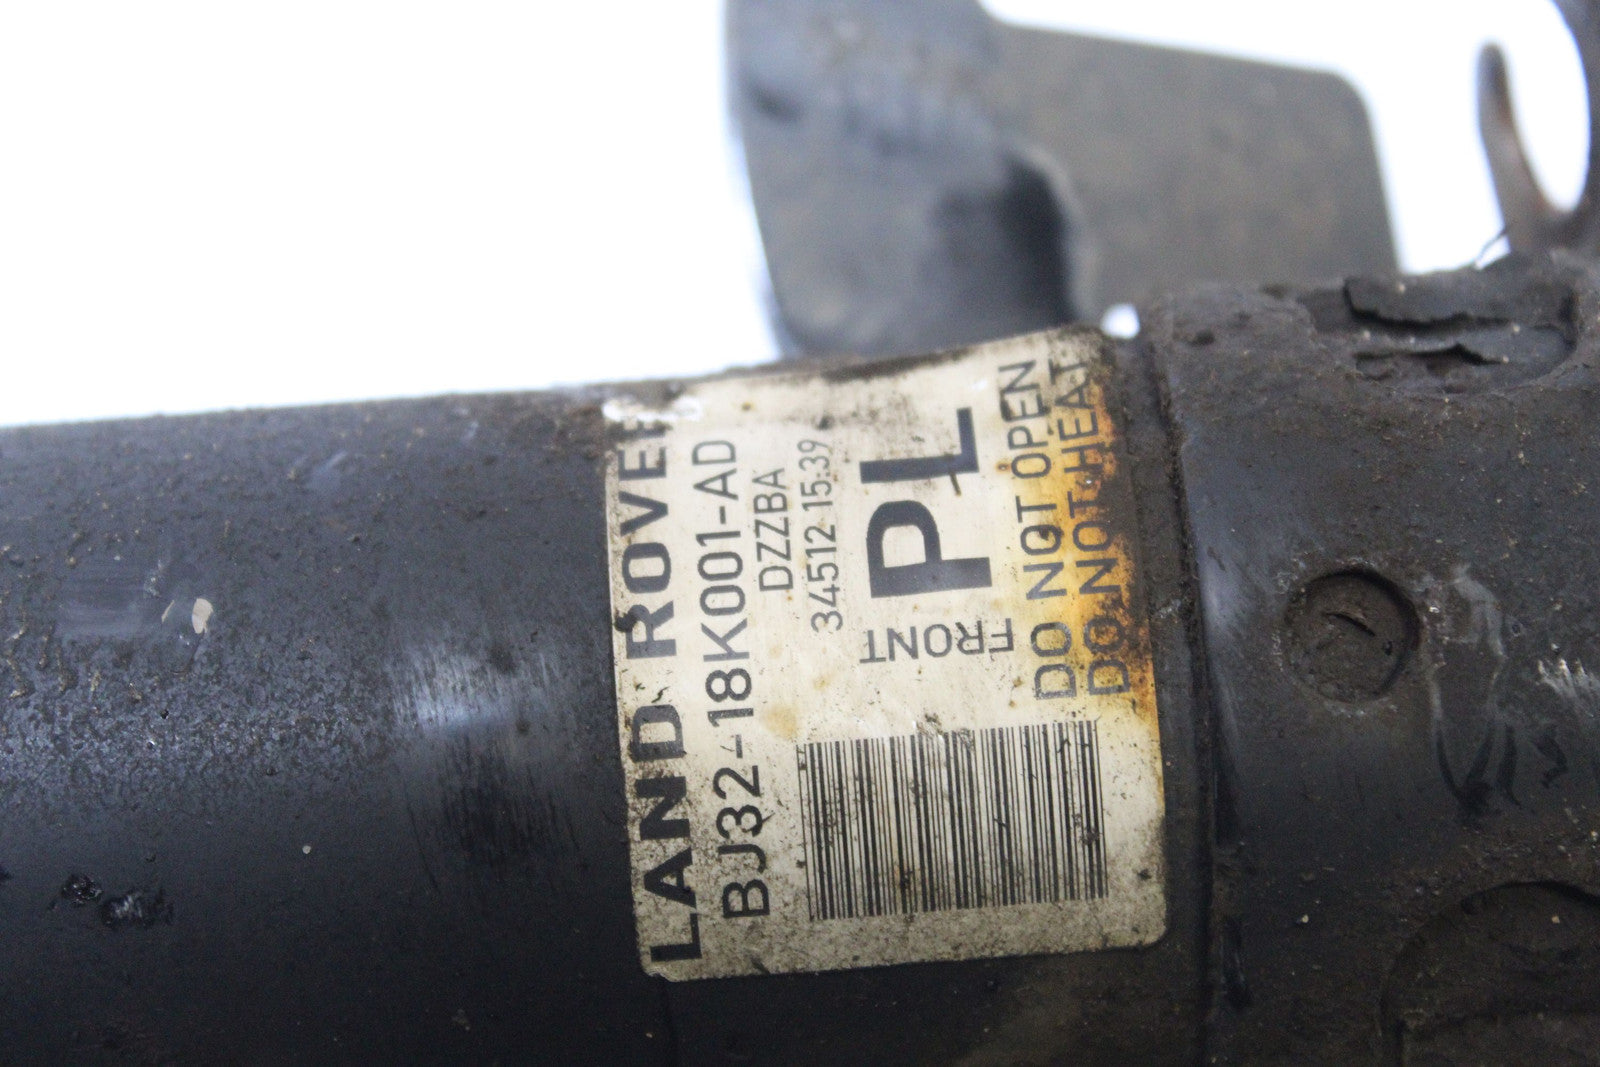 LAND ROVER
BJ32-18K001-AD
DZZBA
34512 15:39
PL
FRONT
DO NOT OPEN
DO NOT HEAT